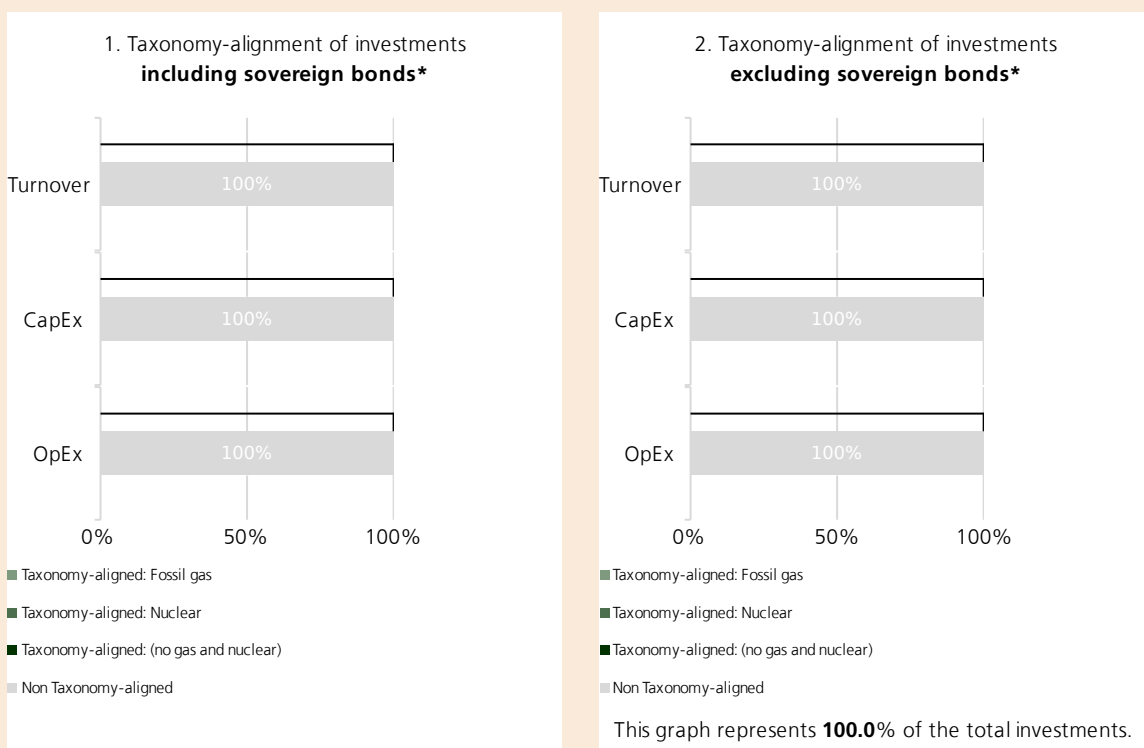 1. Taxonomy-alignment of investments
including sovereign bonds*
Turnover
100%
CapEx
100%
OpEx
100%
0% 50% 100%
Taxonomy-aligned: Fossil gas
Taxonomy-aligned: Nuclear
Taxonomy-aligned: (no gas and nuclear)
Non Taxonomy-aligned
2. Taxonomy-alignment of investments
excluding sovereign bonds*
Turnover
100%
CapEx
100%
OpEx
100%
0% 50% 100%
Taxonomy-aligned: Fossil gas
Taxonomy-aligned: Nuclear
Taxonomy-aligned: (no gas and nuclear)
Non Taxonomy-aligned
This graph represents 100.0% of the total investments.